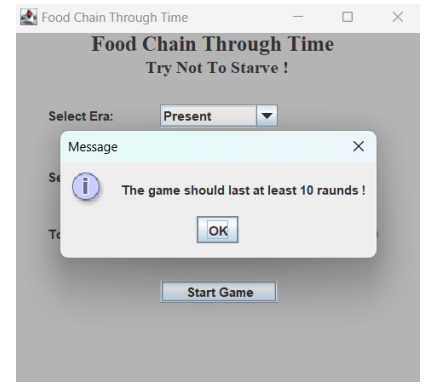 Food Chain Through Time
Food Chain Through Time
Try Not To Starve !
Select Era: Present
Message
The game should last at least 10 raunds !
OK
Start Game